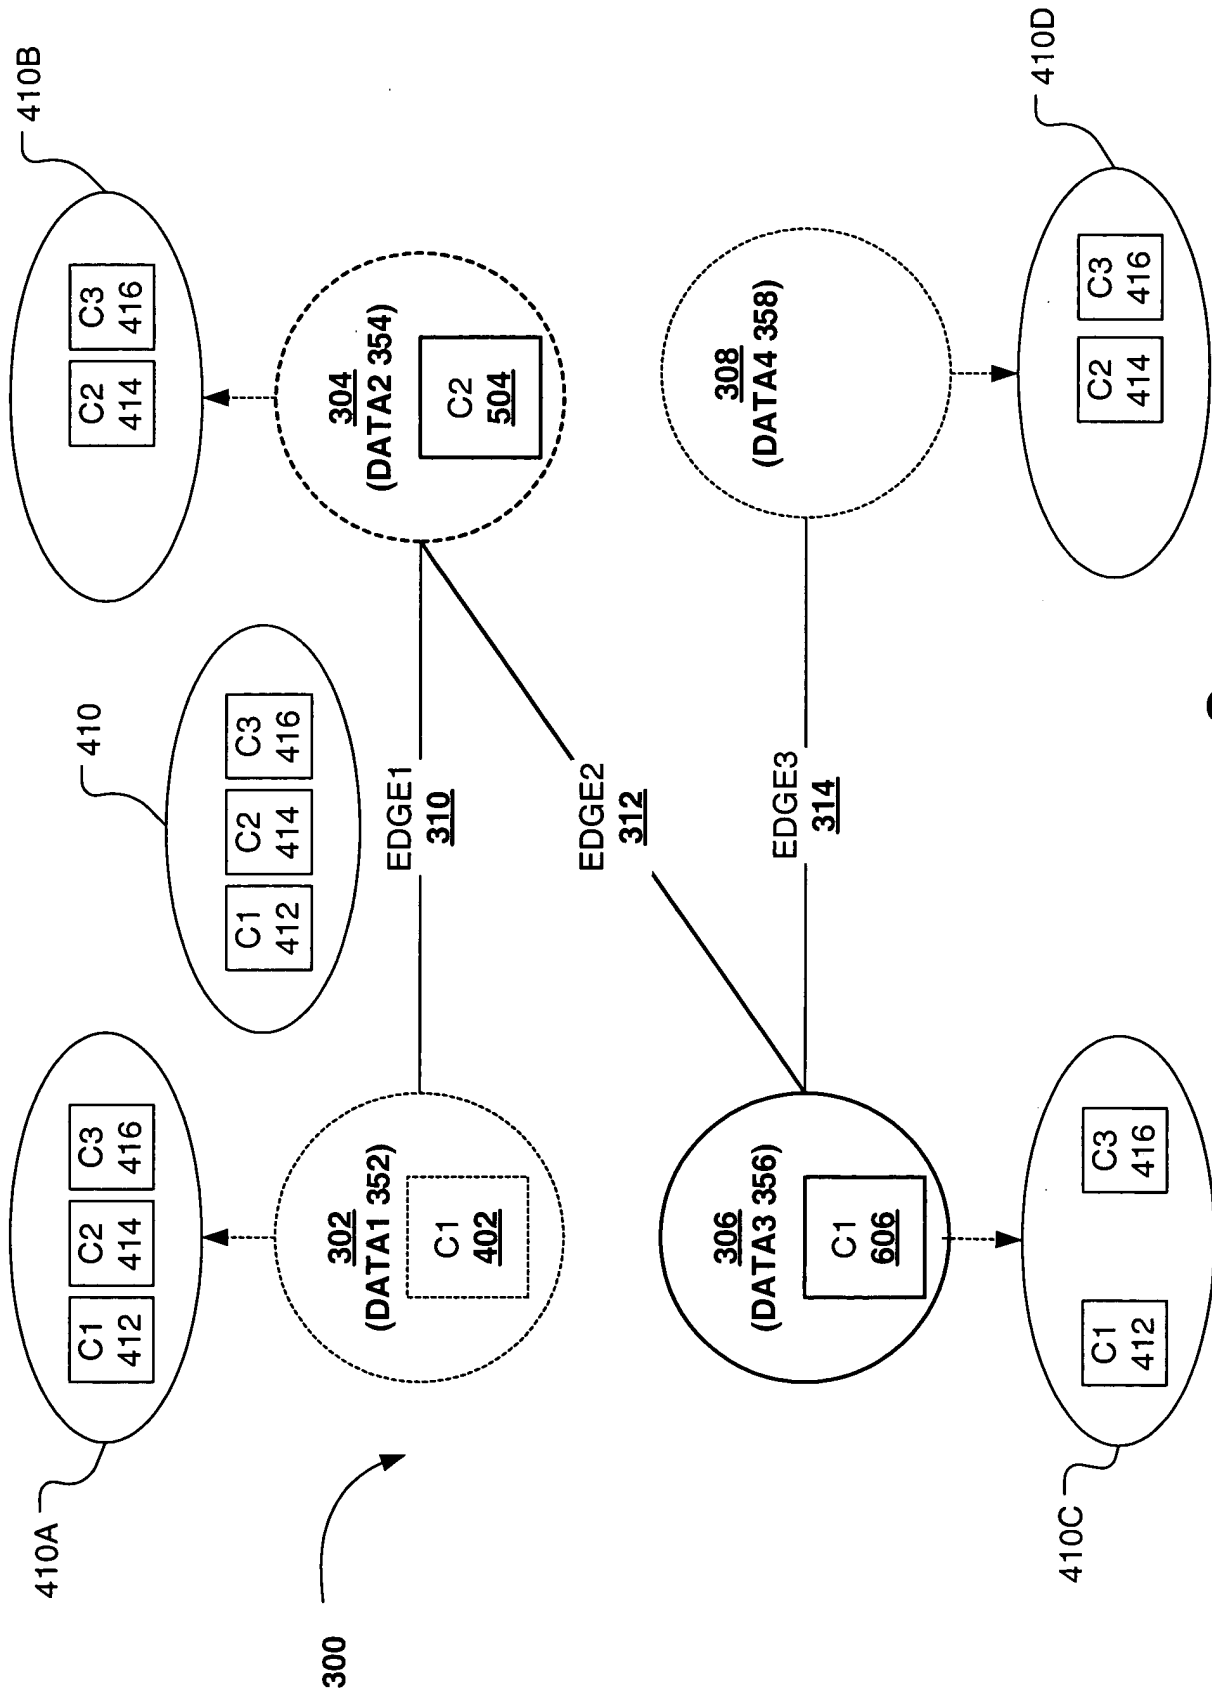 410A
410B
C1
412
C2
414
C3
416
410
C2
414
C3
416
C1
412
C2
414
C3
416
300
302
(DATA1 352)
C1
402
EDGE1
310
304
(DATA2 354)
C2
504
EDGE2
312
306
(DATA3 356)
C1
606
EDGE3
314
308
(DATA4 358)
410C
410D
C1
412
C3
416
C2
414
C3
416